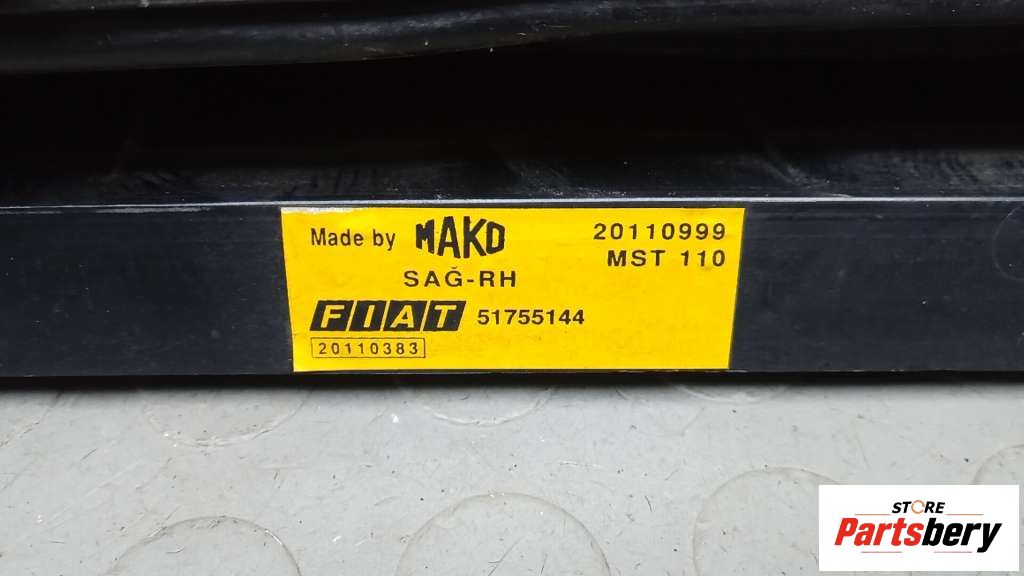 Made by MAKO 20110999
MST 110
SAĞ-RH
FIAT 51755144
20110383
STORE
Partsbery